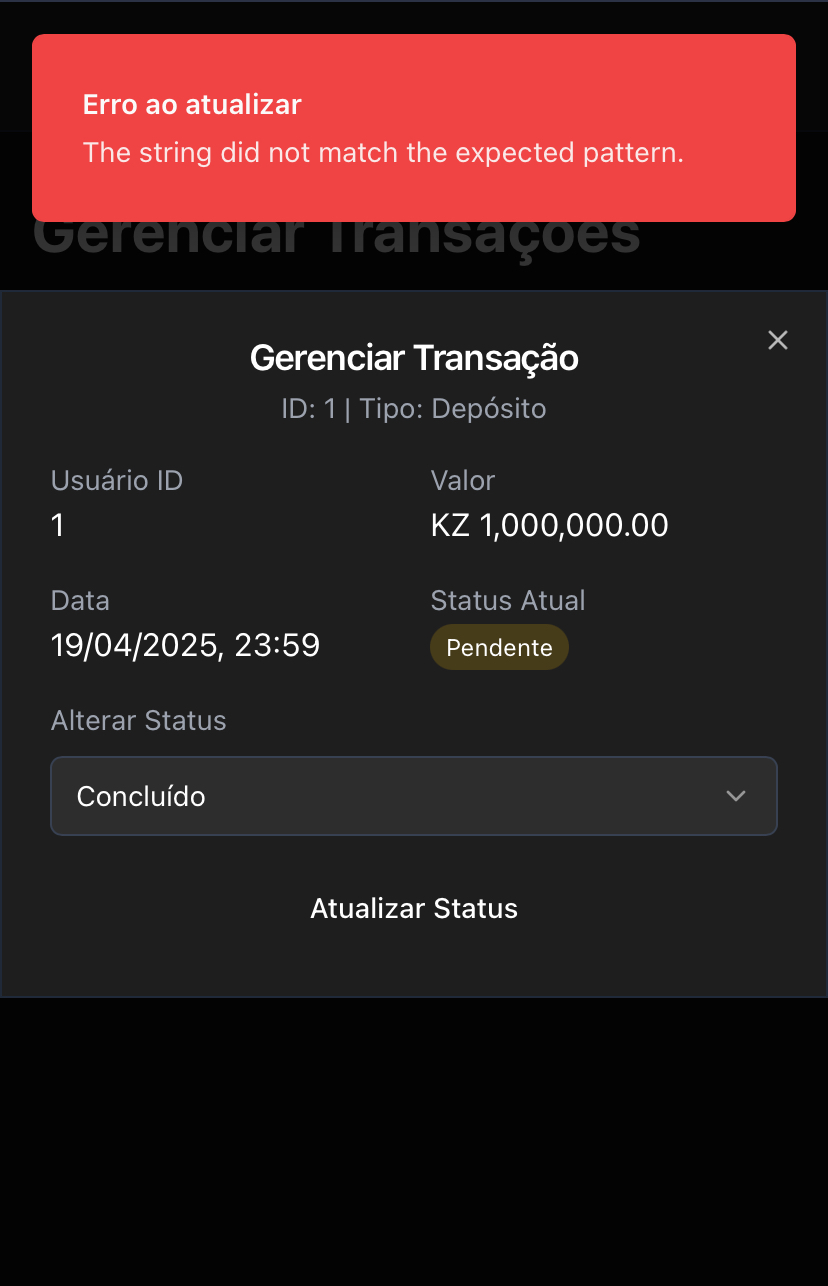 Erro ao atualizar
The string did not match the expected pattern.
Gerenciar Transações
Gerenciar Transação
ID: 1 | Tipo: Depósito
Usuário ID
1
Valor
KZ 1,000,000.00
Data
19/04/2025, 23:59
Status Atual
Pendente
Alterar Status
Concluído
Atualizar Status